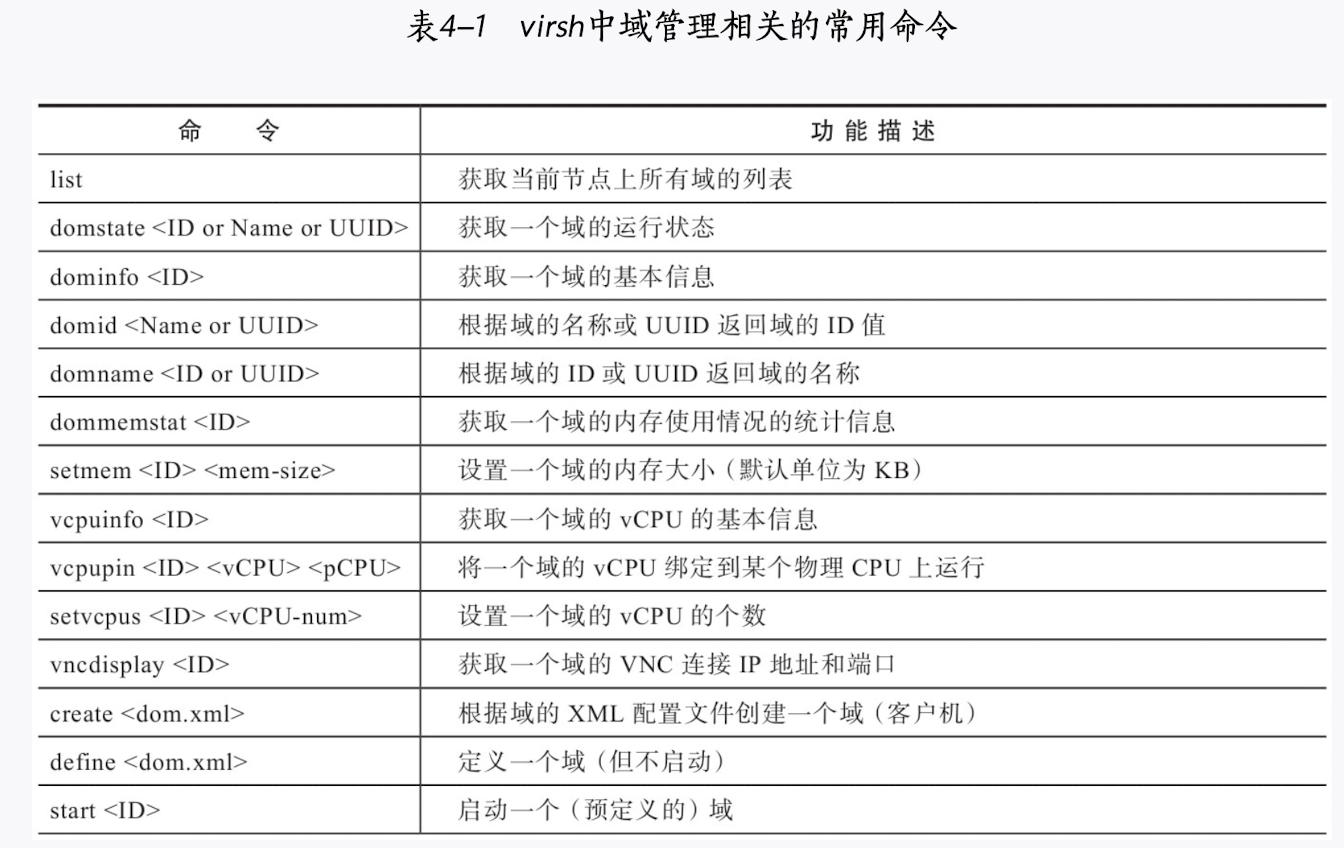 表4–1 virsh中域管理相关的常用命令
命 令 功能描述
list 获取当前节点上所有域的列表
domstate <ID or Name or UUID> 获取一个域的运行状态
dominfo <ID> 获取一个域的基本信息
domid <Name or UUID> 根据域的名称或 UUID 返回域的 ID 值
domname <ID or UUID> 根据域的 ID 或 UUID 返回域的名称
dommemstat <ID> 获取一个域的内存使用情况的统计信息
setmem <ID> <mem-size> 设置一个域的内存大小（默认单位为 KB）
vcpuinfo <ID> 获取一个域的 vCPU 的基本信息
vcpupin <ID> <vCPU> <pCPU> 将一个域的 vCPU 绑定到某个物理 CPU 上运行
setvcpus <ID> <vCPU-num> 设置一个域的 vCPU 的个数
vncdisplay <ID> 获取一个域的 VNC 连接 IP 地址和端口
create <dom.xml> 根据域的 XML 配置文件创建一个域（客户机）
define <dom.xml> 定义一个域（但不启动）
start <ID> 启动一个（预定义的）域